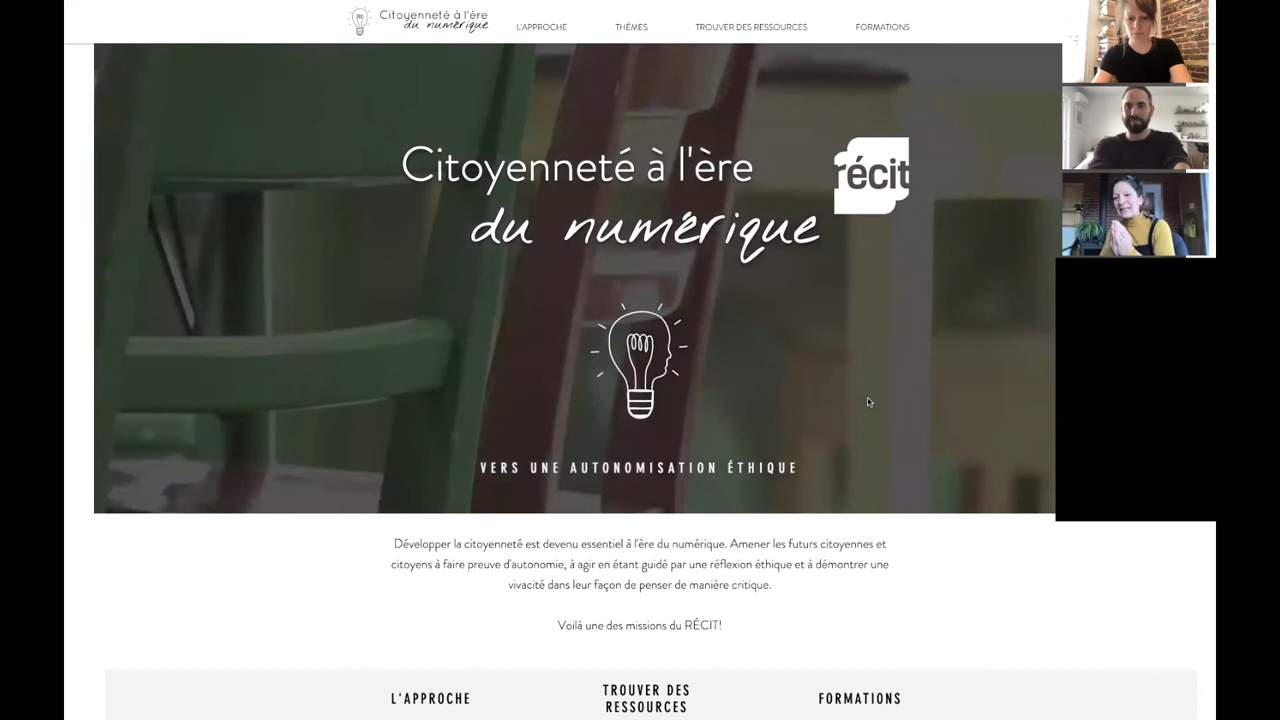 Citoyenneté à l'ère
du numérique
L'APPROCHE
THÈMES
TROUVER DES RESSOURCES
FORMATIONS
Citoyenneté à l'ère
du numérique
récit
VERS UNE AUTONOMISATION ÉTHIQUE
Développer la citoyenneté est devenu essentiel à l'ère du numérique. Amener les futurs citoyennes et
citoyens à faire preuve d'autonomie, à agir en étant guidé par une réflexion éthique et à démontrer une
vivacité dans leur façon de penser de manière critique.
Voilà une des missions du RÉCIT!
L'APPROCHE
TROUVER DES
RESSOURCES
FORMATIONS